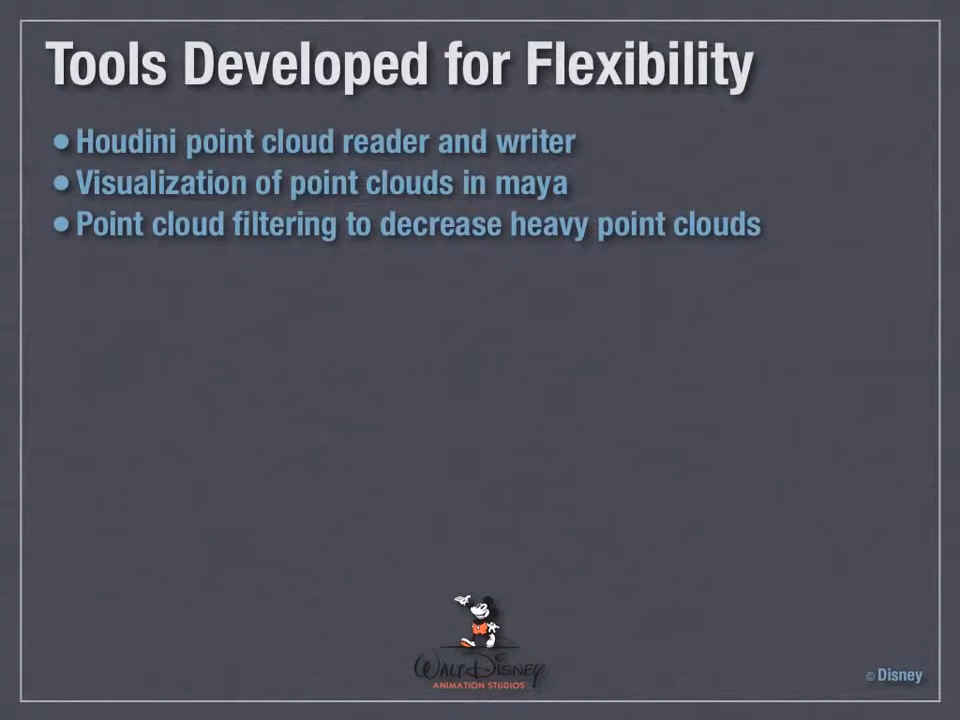 Tools Developed for Flexibility
•Houdini point cloud reader and writer
•Visualization of point clouds in maya
•Point cloud filtering to decrease heavy point clouds
WALT DISNEY
ANIMATION STUDIOS
© Disney